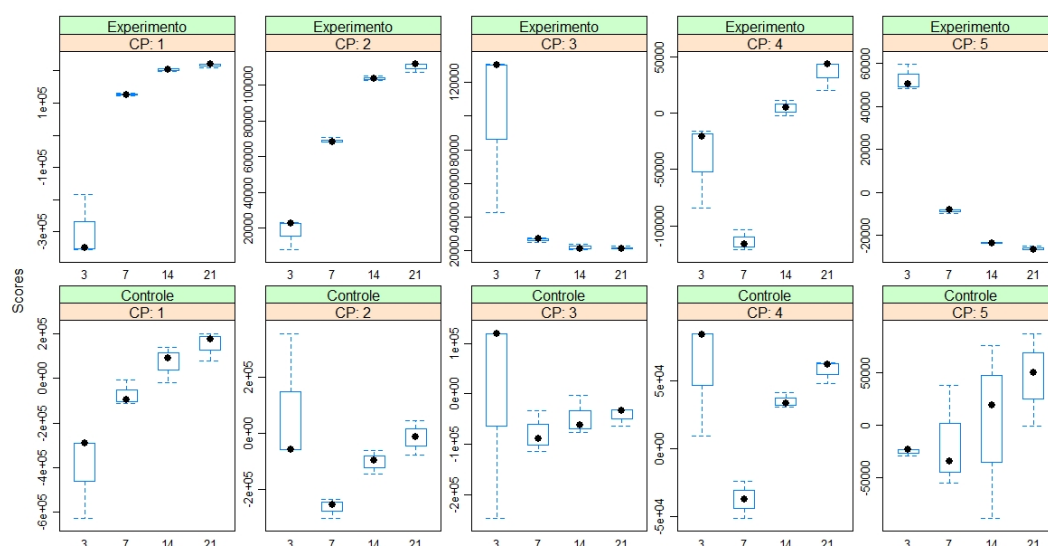 Experimento Experimento Experimento Experimento Experimento
CP: 1 CP: 2 CP: 3 CP: 4 CP: 5
1e+05
-1e+05
-3e+05
100000
80000
60000
40000
20000
120000
80000
60000
40000
20000
50000
0
-50000
-100000
60000
40000
20000
0
-20000
3 7 14 21 3 7 14 21 3 7 14 21 3 7 14 21 3 7 14 21
Scores
Controle Controle Controle Controle Controle
CP: 1 CP: 2 CP: 3 CP: 4 CP: 5
2e+05
0e+00
-2e+05
-4e+05
-6e+05
2e+05
0e+00
-2e+05
1e+05
0e+00
-1e+05
-2e+05
5e+04
0e+00
-5e+04
50000
0
-50000
3 7 14 21 3 7 14 21 3 7 14 21 3 7 14 21 3 7 14 21